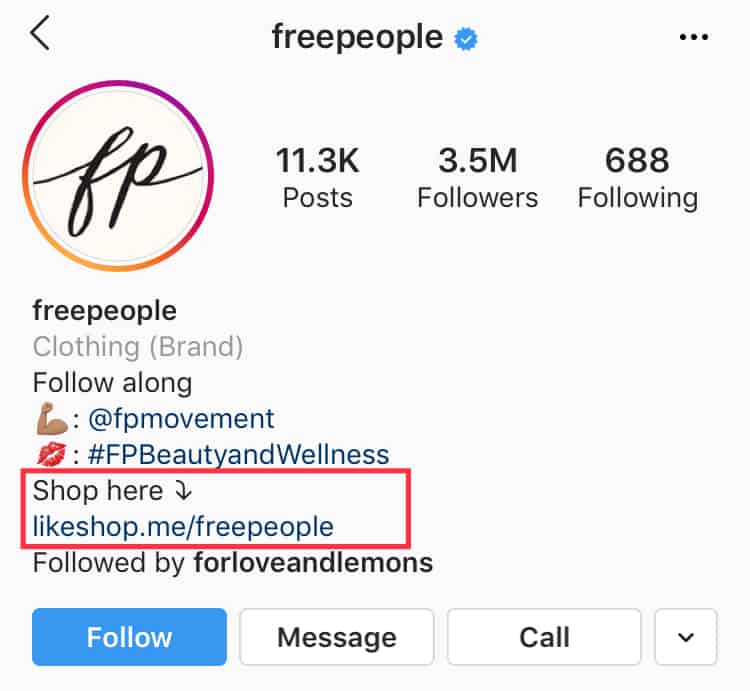 freepeople
fp
11.3K 3.5M 688
Posts Followers Following
freepeople
Clothing (Brand)
Follow along
💪🏽: @fpmovement
💋: #FPBeautyandWellness
Shop here ⤵
likeshop.me/freepeople
Followed by forloveandlemons
Follow Message Call